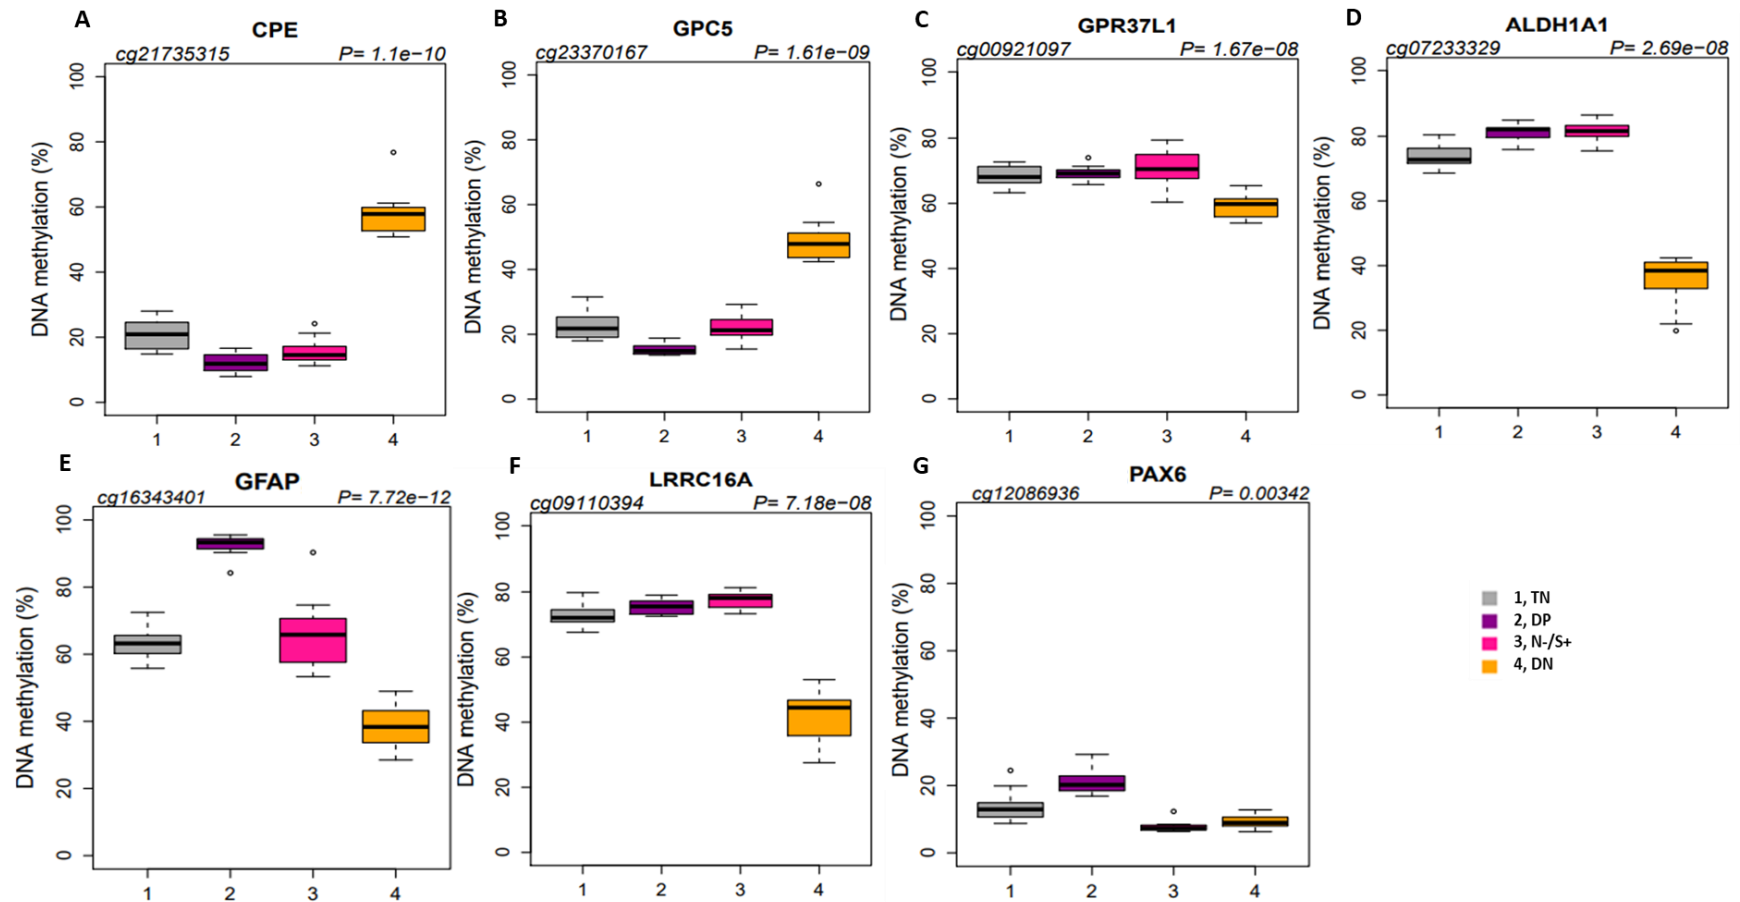 A
CPE
cg21735315 P= 1.1e−10
DNA methylation (%)
100
80
60
40
20
0
1 2 3 4
B
GPC5
cg23370167 P= 1.61e−09
DNA methylation (%)
100
80
60
40
20
0
1 2 3 4
C
GPR37L1
cg00921097 P= 1.67e−08
DNA methylation (%)
100
80
60
40
20
0
1 2 3 4
D
ALDH1A1
cg07233329 P= 2.69e−08
DNA methylation (%)
100
80
60
40
20
0
1 2 3 4
E
GFAP
cg16343401 P= 7.72e−12
DNA methylation (%)
100
80
60
40
20
0
1 2 3 4
F
LRRC16A
cg09110394 P= 7.18e−08
DNA methylation (%)
100
80
60
40
20
0
1 2 3 4
G
PAX6
cg12086936 P= 0.00342
DNA methylation (%)
100
80
60
40
20
0
1 2 3 4
1, TN
2, DP
3, N-/S+
4, DN